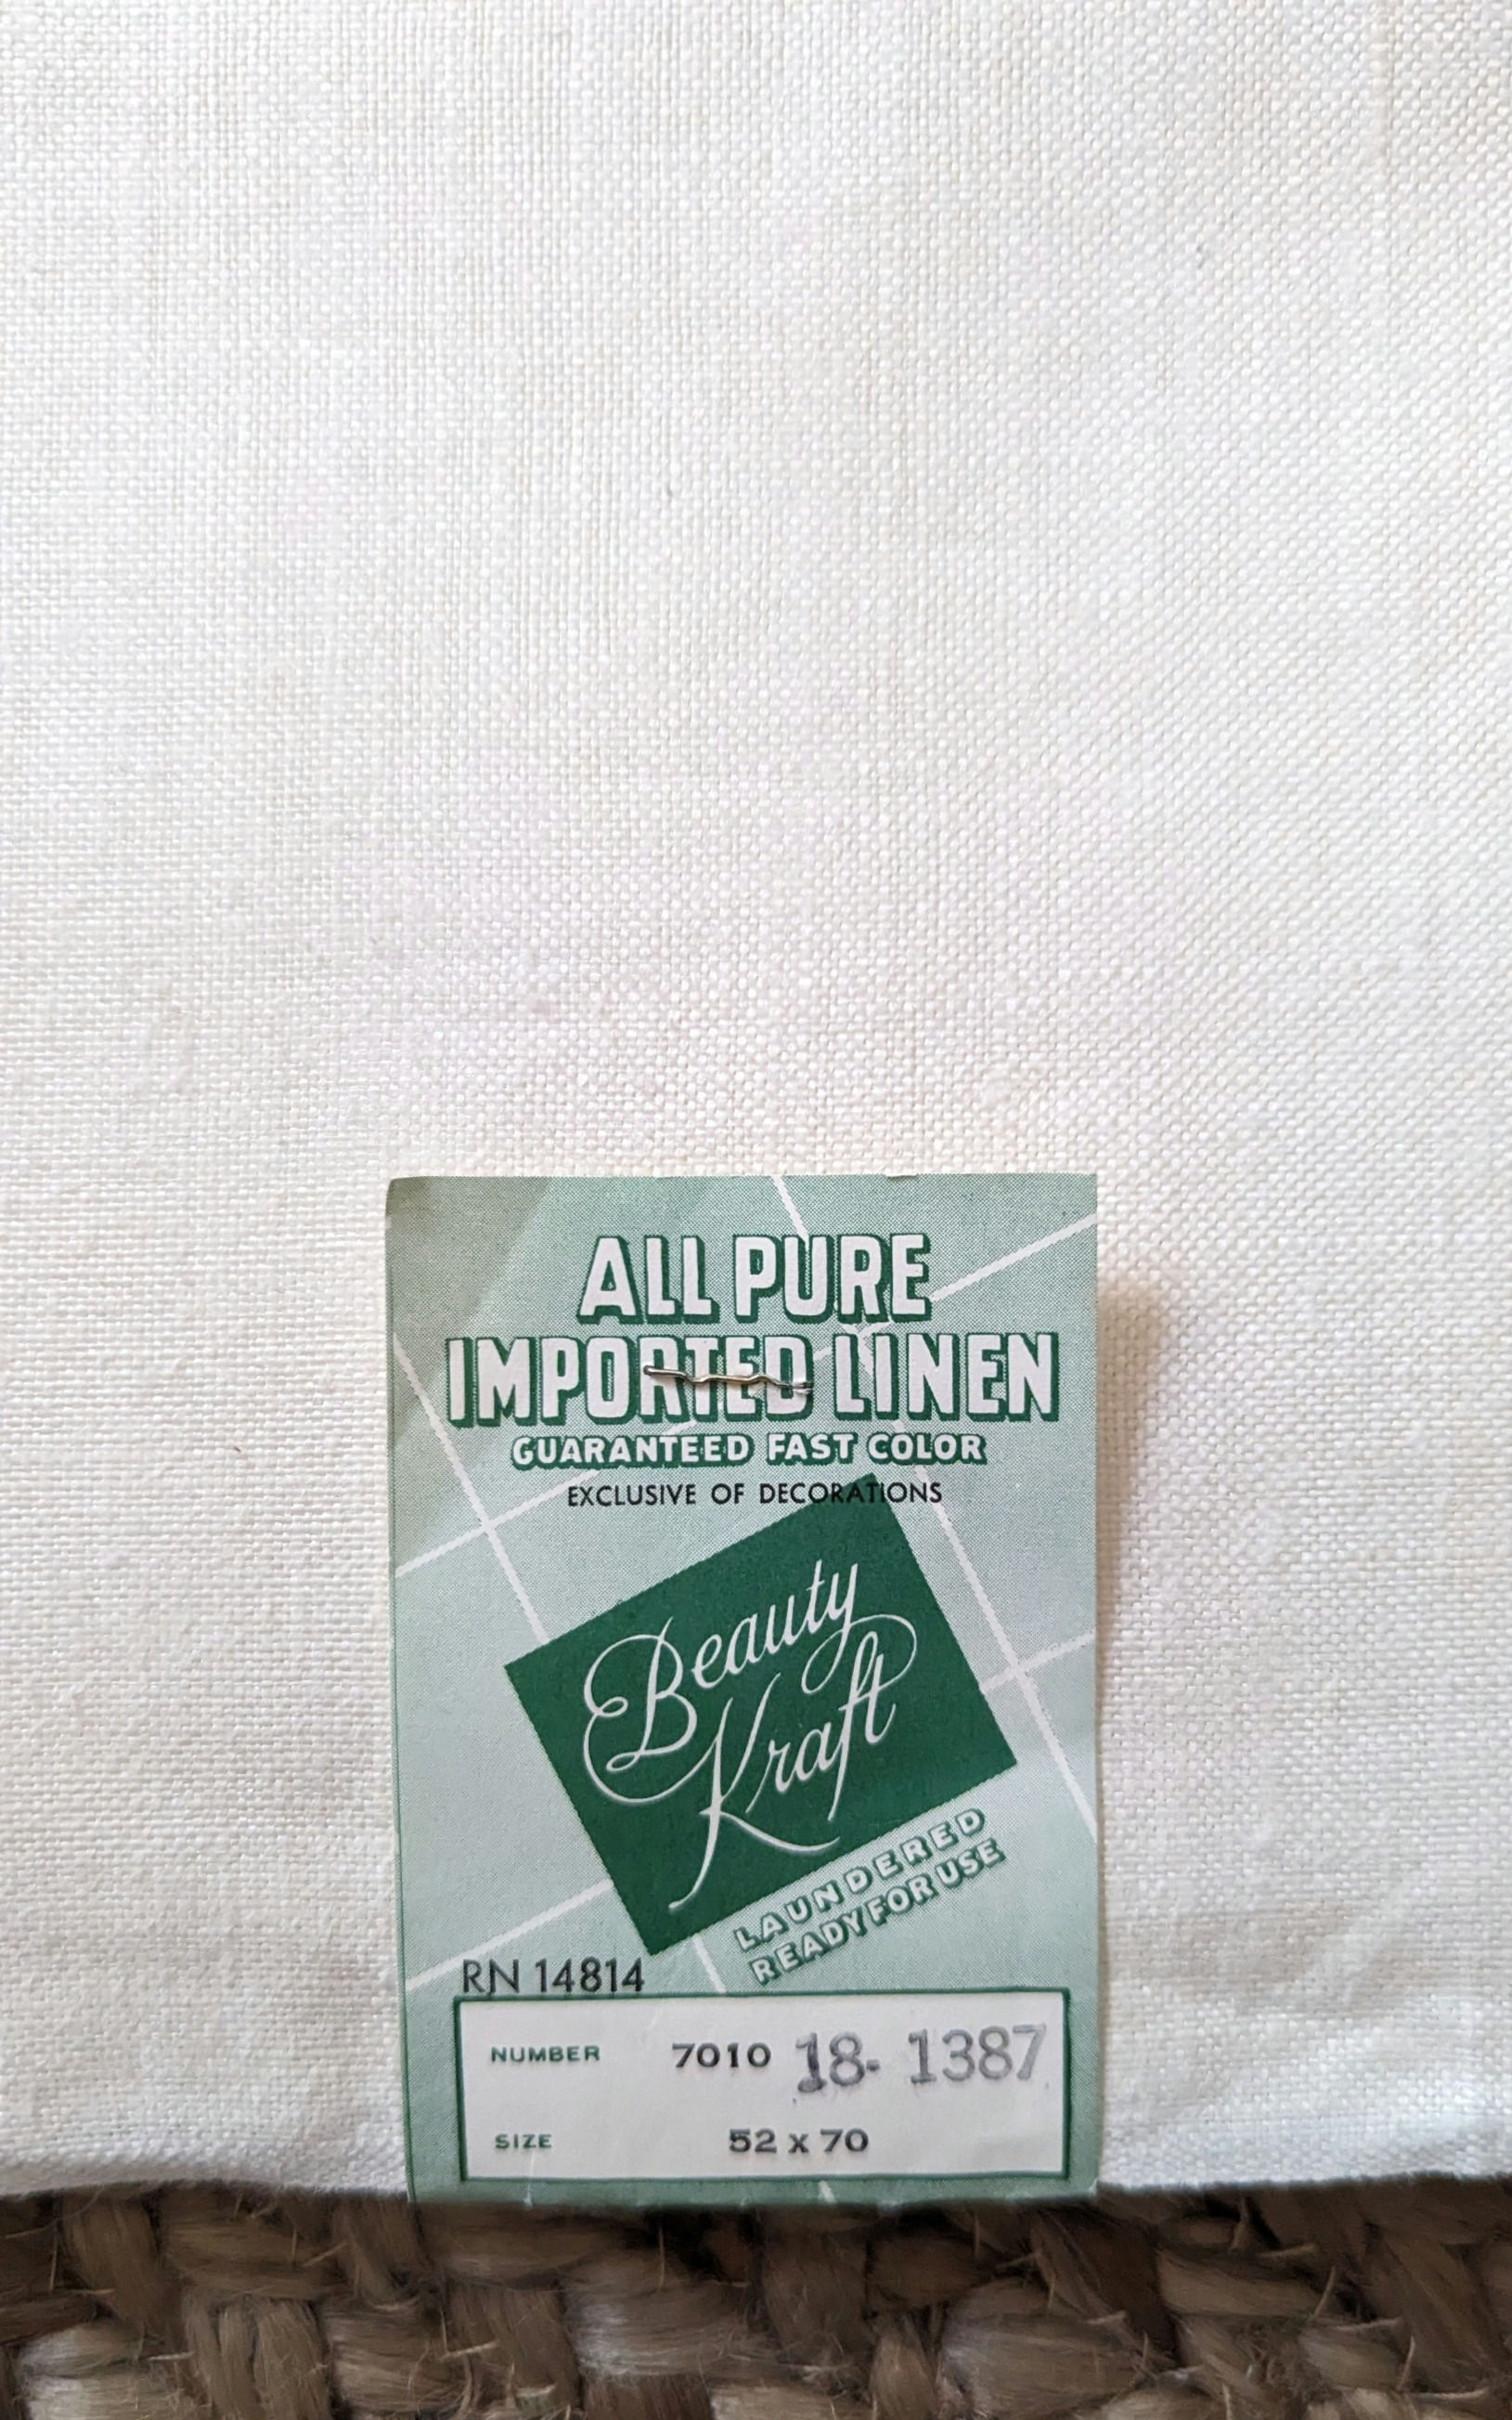 ALL PURE
IMPORTED LINEN
GUARANTEED FAST COLOR
EXCLUSIVE OF DECORATIONS
Beauty
Kraft
LAUNDERED
READY FOR USE
RN 14814
NUMBER 7010 18- 1387
SIZE 52 x 70